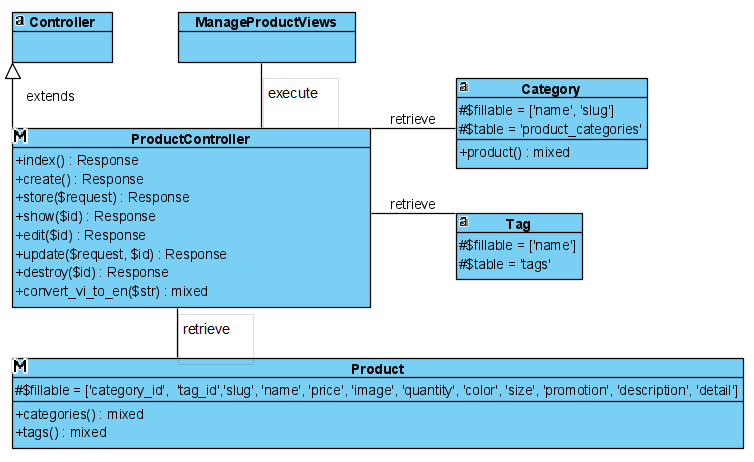 a Controller
ManageProductViews
extends
execute
retrieve
a
Category
#$fillable = ['name', 'slug']
#$table = 'product_categories'
+product() : mixed
M
ProductController
+index() : Response
+create() : Response
+store($request) : Response
+show($id) : Response
+edit($id) : Response
+update($request, $id) : Response
+destroy($id) : Response
+convert_vi_to_en($str) : mixed
retrieve
a
Tag
#$fillable = ['name']
#$table = 'tags'
retrieve
M
Product
#$fillable = ['category_id', 'tag_id','slug', 'name', 'price', 'image', 'quantity', 'color', 'size', 'promotion', 'description', 'detail']
+categories() : mixed
+tags() : mixed